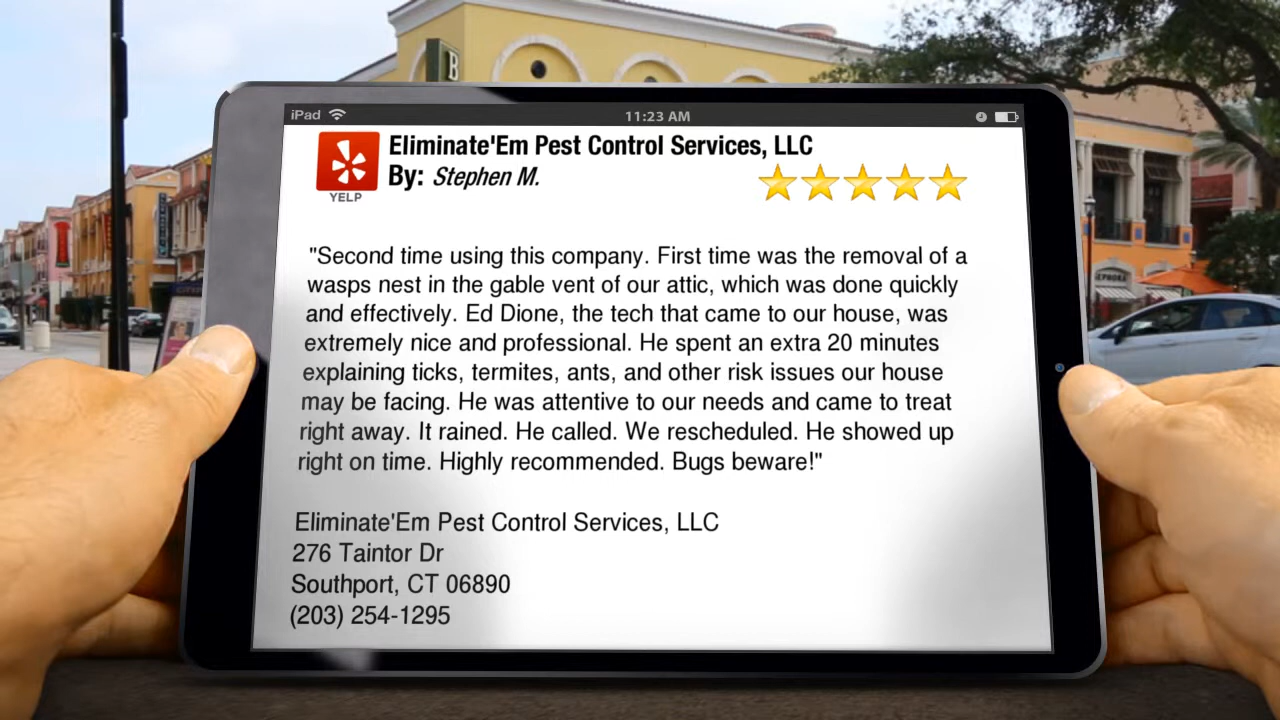 B
iPad
11:23 AM
YELP
Eliminate'Em Pest Control Services, LLC
By: Stephen M.
"Second time using this company. First time was the removal of a
wasps nest in the gable vent of our attic, which was done quickly
and effectively. Ed Dione, the tech that came to our house, was
extremely nice and professional. He spent an extra 20 minutes
explaining ticks, termites, ants, and other risk issues our house
may be facing. He was attentive to our needs and came to treat
right away. It rained. He called. We rescheduled. He showed up
right on time. Highly recommended. Bugs beware!"
Eliminate'Em Pest Control Services, LLC
276 Taintor Dr
Southport, CT 06890
(203) 254-1295
SEPHORA